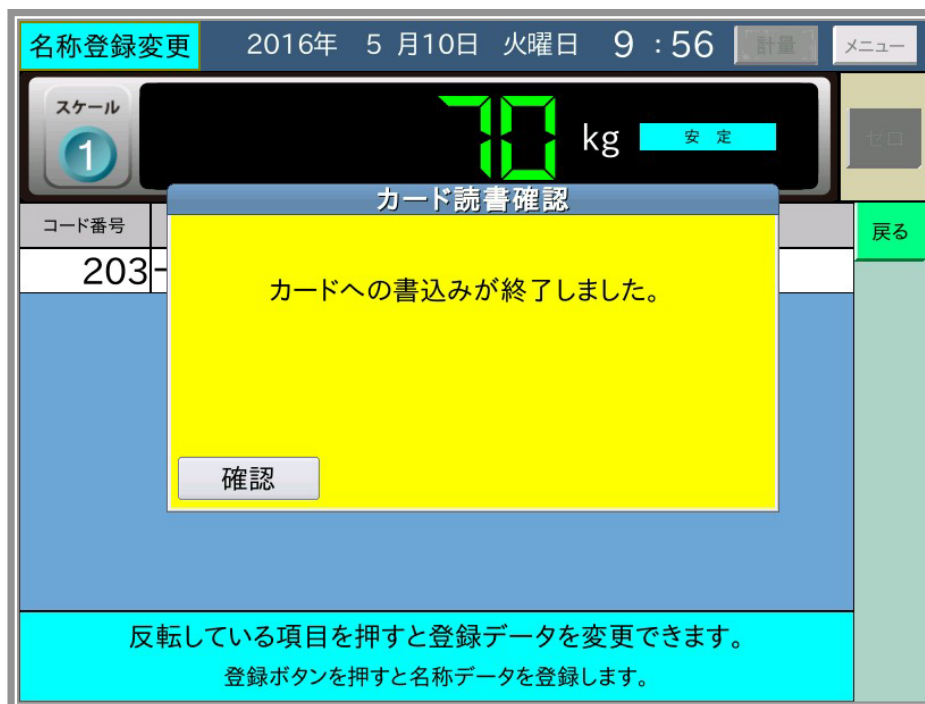 名称登録変更 2016年 5月10日 火曜日 9:56 計量 メニュー
スケール
1
70 kg 安定 ゼロ
カード読書確認
コード番号 戻る
203-
カードへの書込みが終了しました。
確認
反転している項目を押すと登録データを変更できます。
登録ボタンを押すと名称データを登録します。